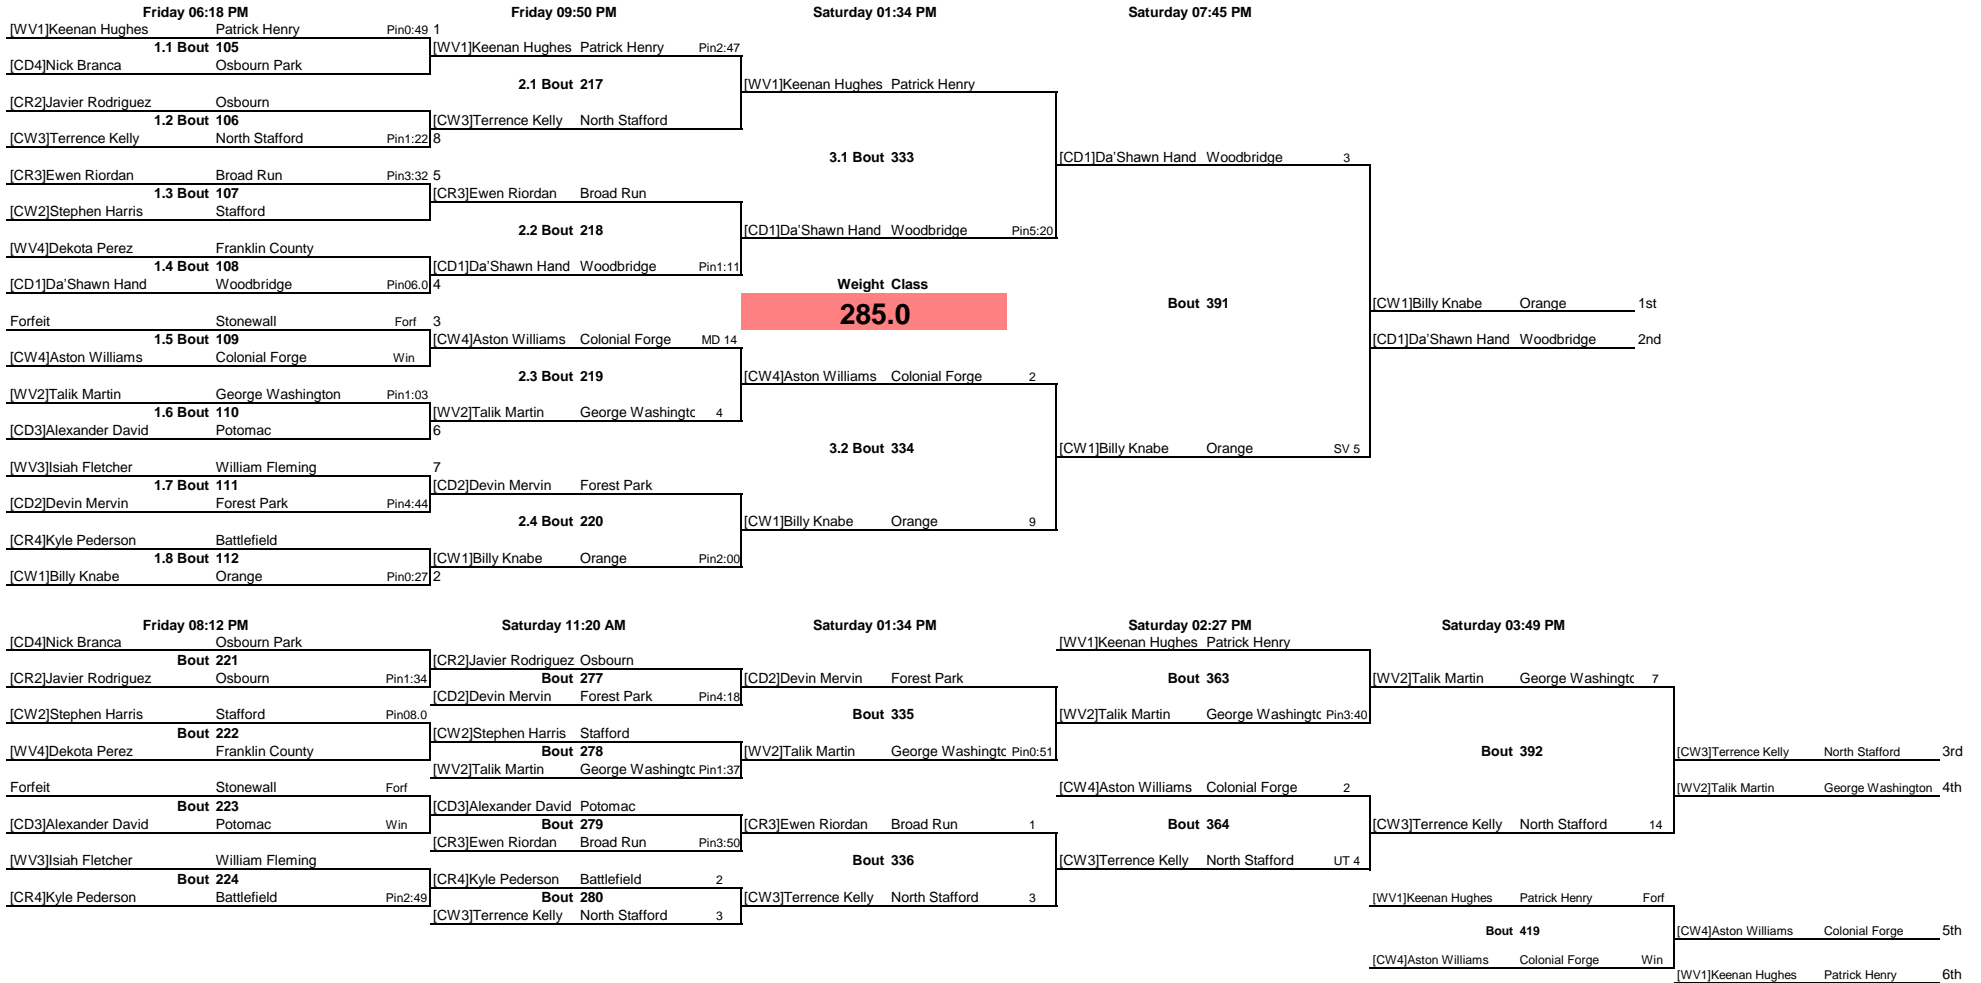 Friday 06:18 PM Friday 09:50 PM Saturday 01:34 PM Saturday 07:45 PM
[WV1]Keenan Hughes Patrick Henry Pin0:49 1
1.1 Bout 105 [WV1]Keenan Hughes Patrick Henry Pin2:47
[CD4]Nick Branca Osbourn Park
2.1 Bout 217 [WV1]Keenan Hughes Patrick Henry
[CR2]Javier Rodriguez Osbourn
1.2 Bout 106 [CW3]Terrence Kelly North Stafford
[CW3]Terrence Kelly North Stafford Pin1:22 8
3.1 Bout 333 [CD1]Da'Shawn Hand Woodbridge 3
[CR3]Ewen Riordan Broad Run Pin3:32 5
1.3 Bout 107 [CR3]Ewen Riordan Broad Run
[CW2]Stephen Harris Stafford
2.2 Bout 218 [CD1]Da'Shawn Hand Woodbridge Pin5:20
[WV4]Dekota Perez Franklin County
1.4 Bout 108 [CD1]Da'Shawn Hand Woodbridge Pin1:11
[CD1]Da'Shawn Hand Woodbridge Pin06.0 4 Weight Class
Bout 391 [CW1]Billy Knabe Orange 1st
285.0
Forfeit Stonewall Forf 3
1.5 Bout 109 [CW4]Aston Williams Colonial Forge MD 14 [CD1]Da'Shawn Hand Woodbridge 2nd
[CW4]Aston Williams Colonial Forge Win
2.3 Bout 219 [CW4]Aston Williams Colonial Forge 2
[WV2]Talik Martin George Washington Pin1:03
1.6 Bout 110 [WV2]Talik Martin George Washingtc 4
[CD3]Alexander David Potomac 6
3.2 Bout 334 [CW1]Billy Knabe Orange SV 5
[WV3]Isiah Fletcher William Fleming 7
1.7 Bout 111 [CD2]Devin Mervin Forest Park
[CD2]Devin Mervin Forest Park Pin4:44
2.4 Bout 220 [CW1]Billy Knabe Orange 9
[CR4]Kyle Pederson Battlefield
1.8 Bout 112 [CW1]Billy Knabe Orange Pin2:00
[CW1]Billy Knabe Orange Pin0:27 2
Friday 08:12 PM Saturday 11:20 AM Saturday 01:34 PM Saturday 02:27 PM Saturday 03:49 PM
[CD4]Nick Branca Osbourn Park [WV1]Keenan Hughes Patrick Henry
Bout 221 [CR2]Javier Rodriguez Osbourn
[CR2]Javier Rodriguez Osbourn Pin1:34 Bout 277 [CD2]Devin Mervin Forest Park Bout 363 [WV2]Talik Martin George Washingtc 7
[CD2]Devin Mervin Forest Park Pin4:18
[CW2]Stephen Harris Stafford Pin08.0 Bout 335 [WV2]Talik Martin George Washingtc Pin3:40
Bout 222 [CW2]Stephen Harris Stafford
[WV4]Dekota Perez Franklin County Bout 278 [WV2]Talik Martin George Washingtc Pin0:51 Bout 392 [CW3]Terrence Kelly North Stafford 3rd
[WV2]Talik Martin George Washingtc Pin1:37
Forfeit Stonewall Forf [CW4]Aston Williams Colonial Forge 2 [WV2]Talik Martin George Washington 4th
Bout 223 [CD3]Alexander David Potomac
[CD3]Alexander David Potomac Win Bout 279 [CR3]Ewen Riordan Broad Run 1 Bout 364 [CW3]Terrence Kelly North Stafford 14
[CR3]Ewen Riordan Broad Run Pin3:50
[WV3]Isiah Fletcher William Fleming Bout 336 [CW3]Terrence Kelly North Stafford UT 4
Bout 224 [CR4]Kyle Pederson Battlefield 2
[CR4]Kyle Pederson Battlefield Pin2:49 Bout 280 [CW3]Terrence Kelly North Stafford 3 [WV1]Keenan Hughes Patrick Henry Forf
[CW3]Terrence Kelly North Stafford 3
Bout 419 [CW4]Aston Williams Colonial Forge 5th
[CW4]Aston Williams Colonial Forge Win
[WV1]Keenan Hughes Patrick Henry 6th